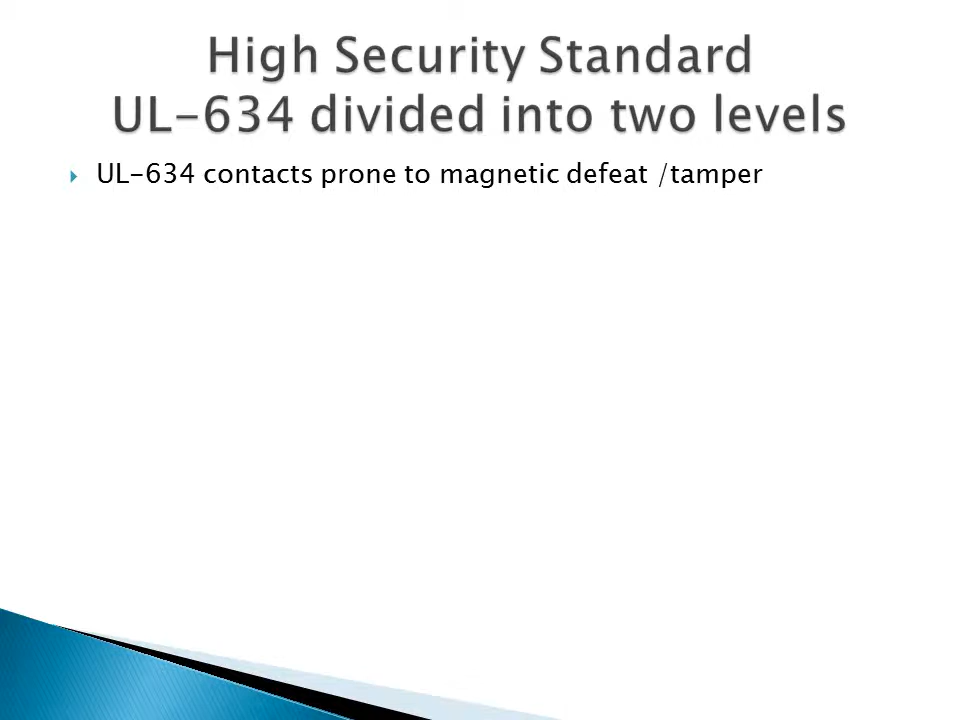 High Security Standard
UL-634 divided into two levels
UL-634 contacts prone to magnetic defeat /tamper